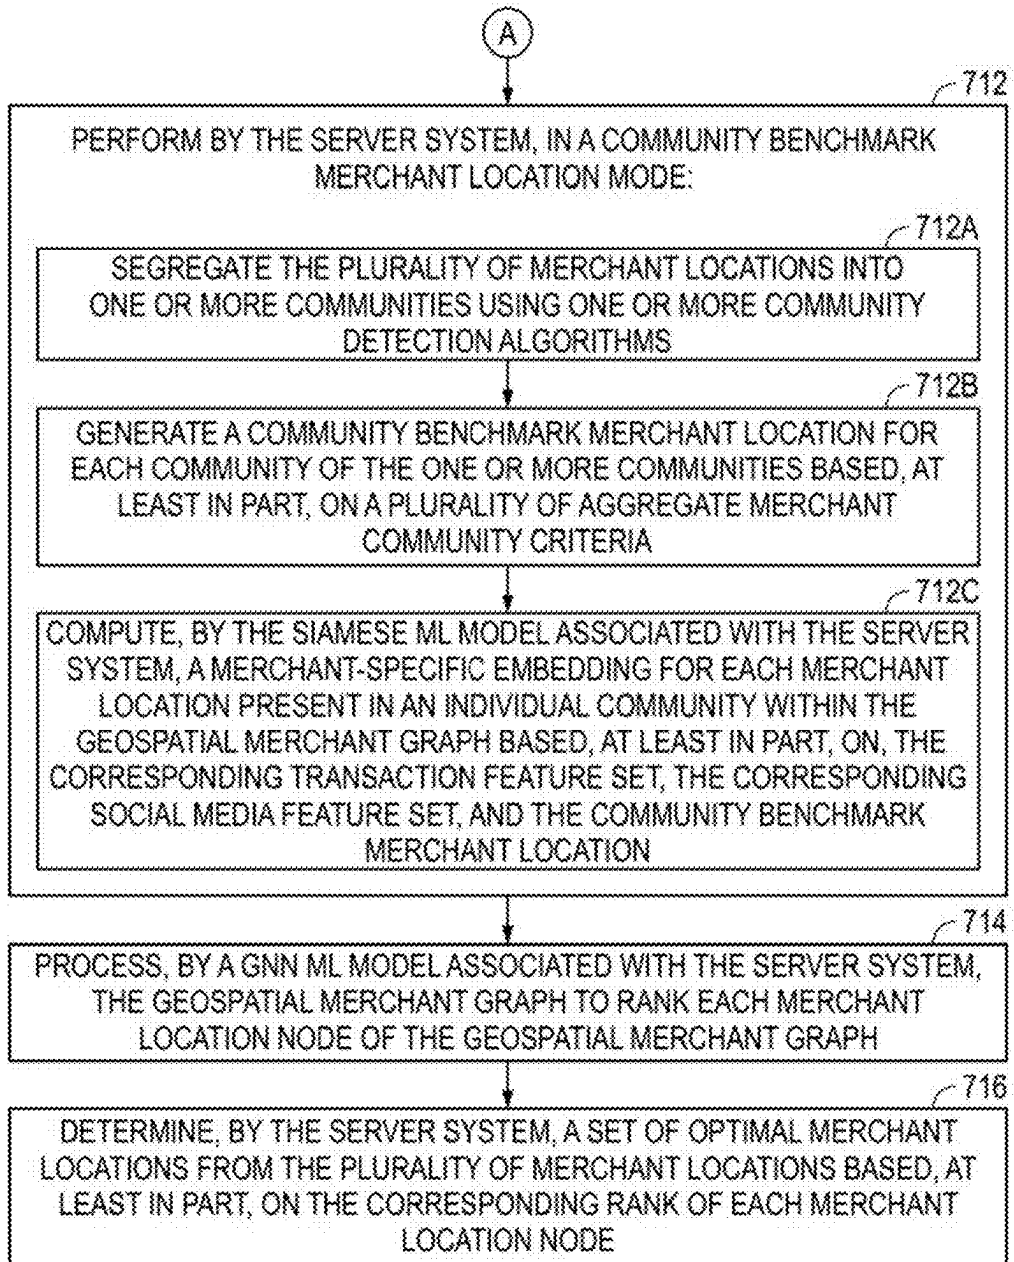 A
712
PERFORM BY THE SERVER SYSTEM, IN A COMMUNITY BENCHMARK
MERCHANT LOCATION MODE:
712A
SEGREGATE THE PLURALITY OF MERCHANT LOCATIONS INTO
ONE OR MORE COMMUNITIES USING ONE OR MORE COMMUNITY
DETECTION ALGORITHMS
712B
GENERATE A COMMUNITY BENCHMARK MERCHANT LOCATION FOR
EACH COMMUNITY OF THE ONE OR MORE COMMUNITIES BASED, AT
LEAST IN PART, ON A PLURALITY OF AGGREGATE MERCHANT
COMMUNITY CRITERIA
712C
COMPUTE, BY THE SIAMESE ML MODEL ASSOCIATED WITH THE SERVER
SYSTEM, A MERCHANT-SPECIFIC EMBEDDING FOR EACH MERCHANT
LOCATION PRESENT IN AN INDIVIDUAL COMMUNITY WITHIN THE
GEOSPATIAL MERCHANT GRAPH BASED, AT LEAST IN PART, ON, THE
CORRESPONDING TRANSACTION FEATURE SET, THE CORRESPONDING
SOCIAL MEDIA FEATURE SET, AND THE COMMUNITY BENCHMARK
MERCHANT LOCATION
714
PROCESS, BY A GNN ML MODEL ASSOCIATED WITH THE SERVER SYSTEM,
THE GEOSPATIAL MERCHANT GRAPH TO RANK EACH MERCHANT
LOCATION NODE OF THE GEOSPATIAL MERCHANT GRAPH
716
DETERMINE, BY THE SERVER SYSTEM, A SET OF OPTIMAL MERCHANT
LOCATIONS FROM THE PLURALITY OF MERCHANT LOCATIONS BASED, AT
LEAST IN PART, ON THE CORRESPONDING RANK OF EACH MERCHANT
LOCATION NODE